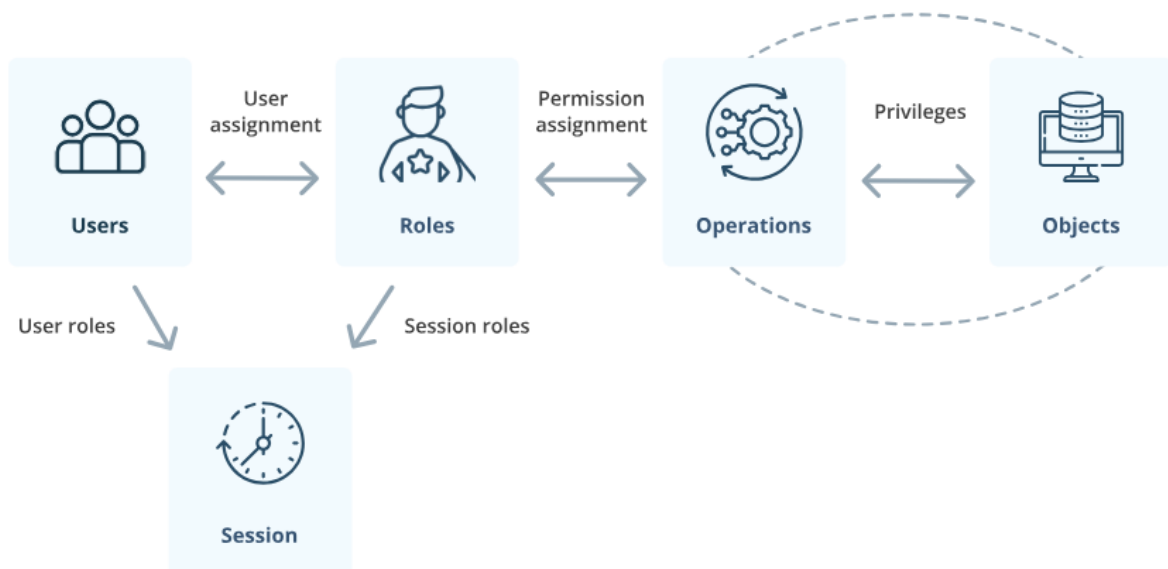 User
assignment
Permission
assignment
Privileges
Users
Roles
Operations
Objects
User roles
Session roles
Session